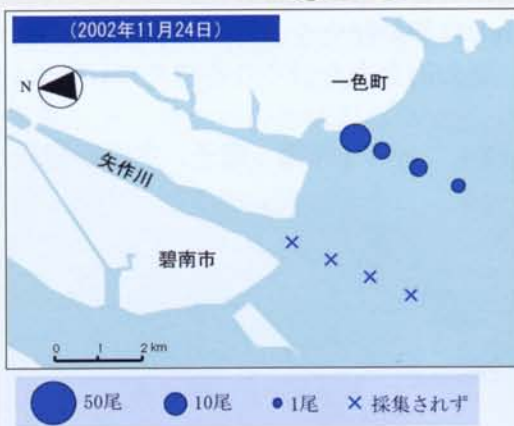 （2002年11月24日）
N
一色町
矢作川
碧南市
0 1 2 km
50尾 10尾 1尾 × 採集されず